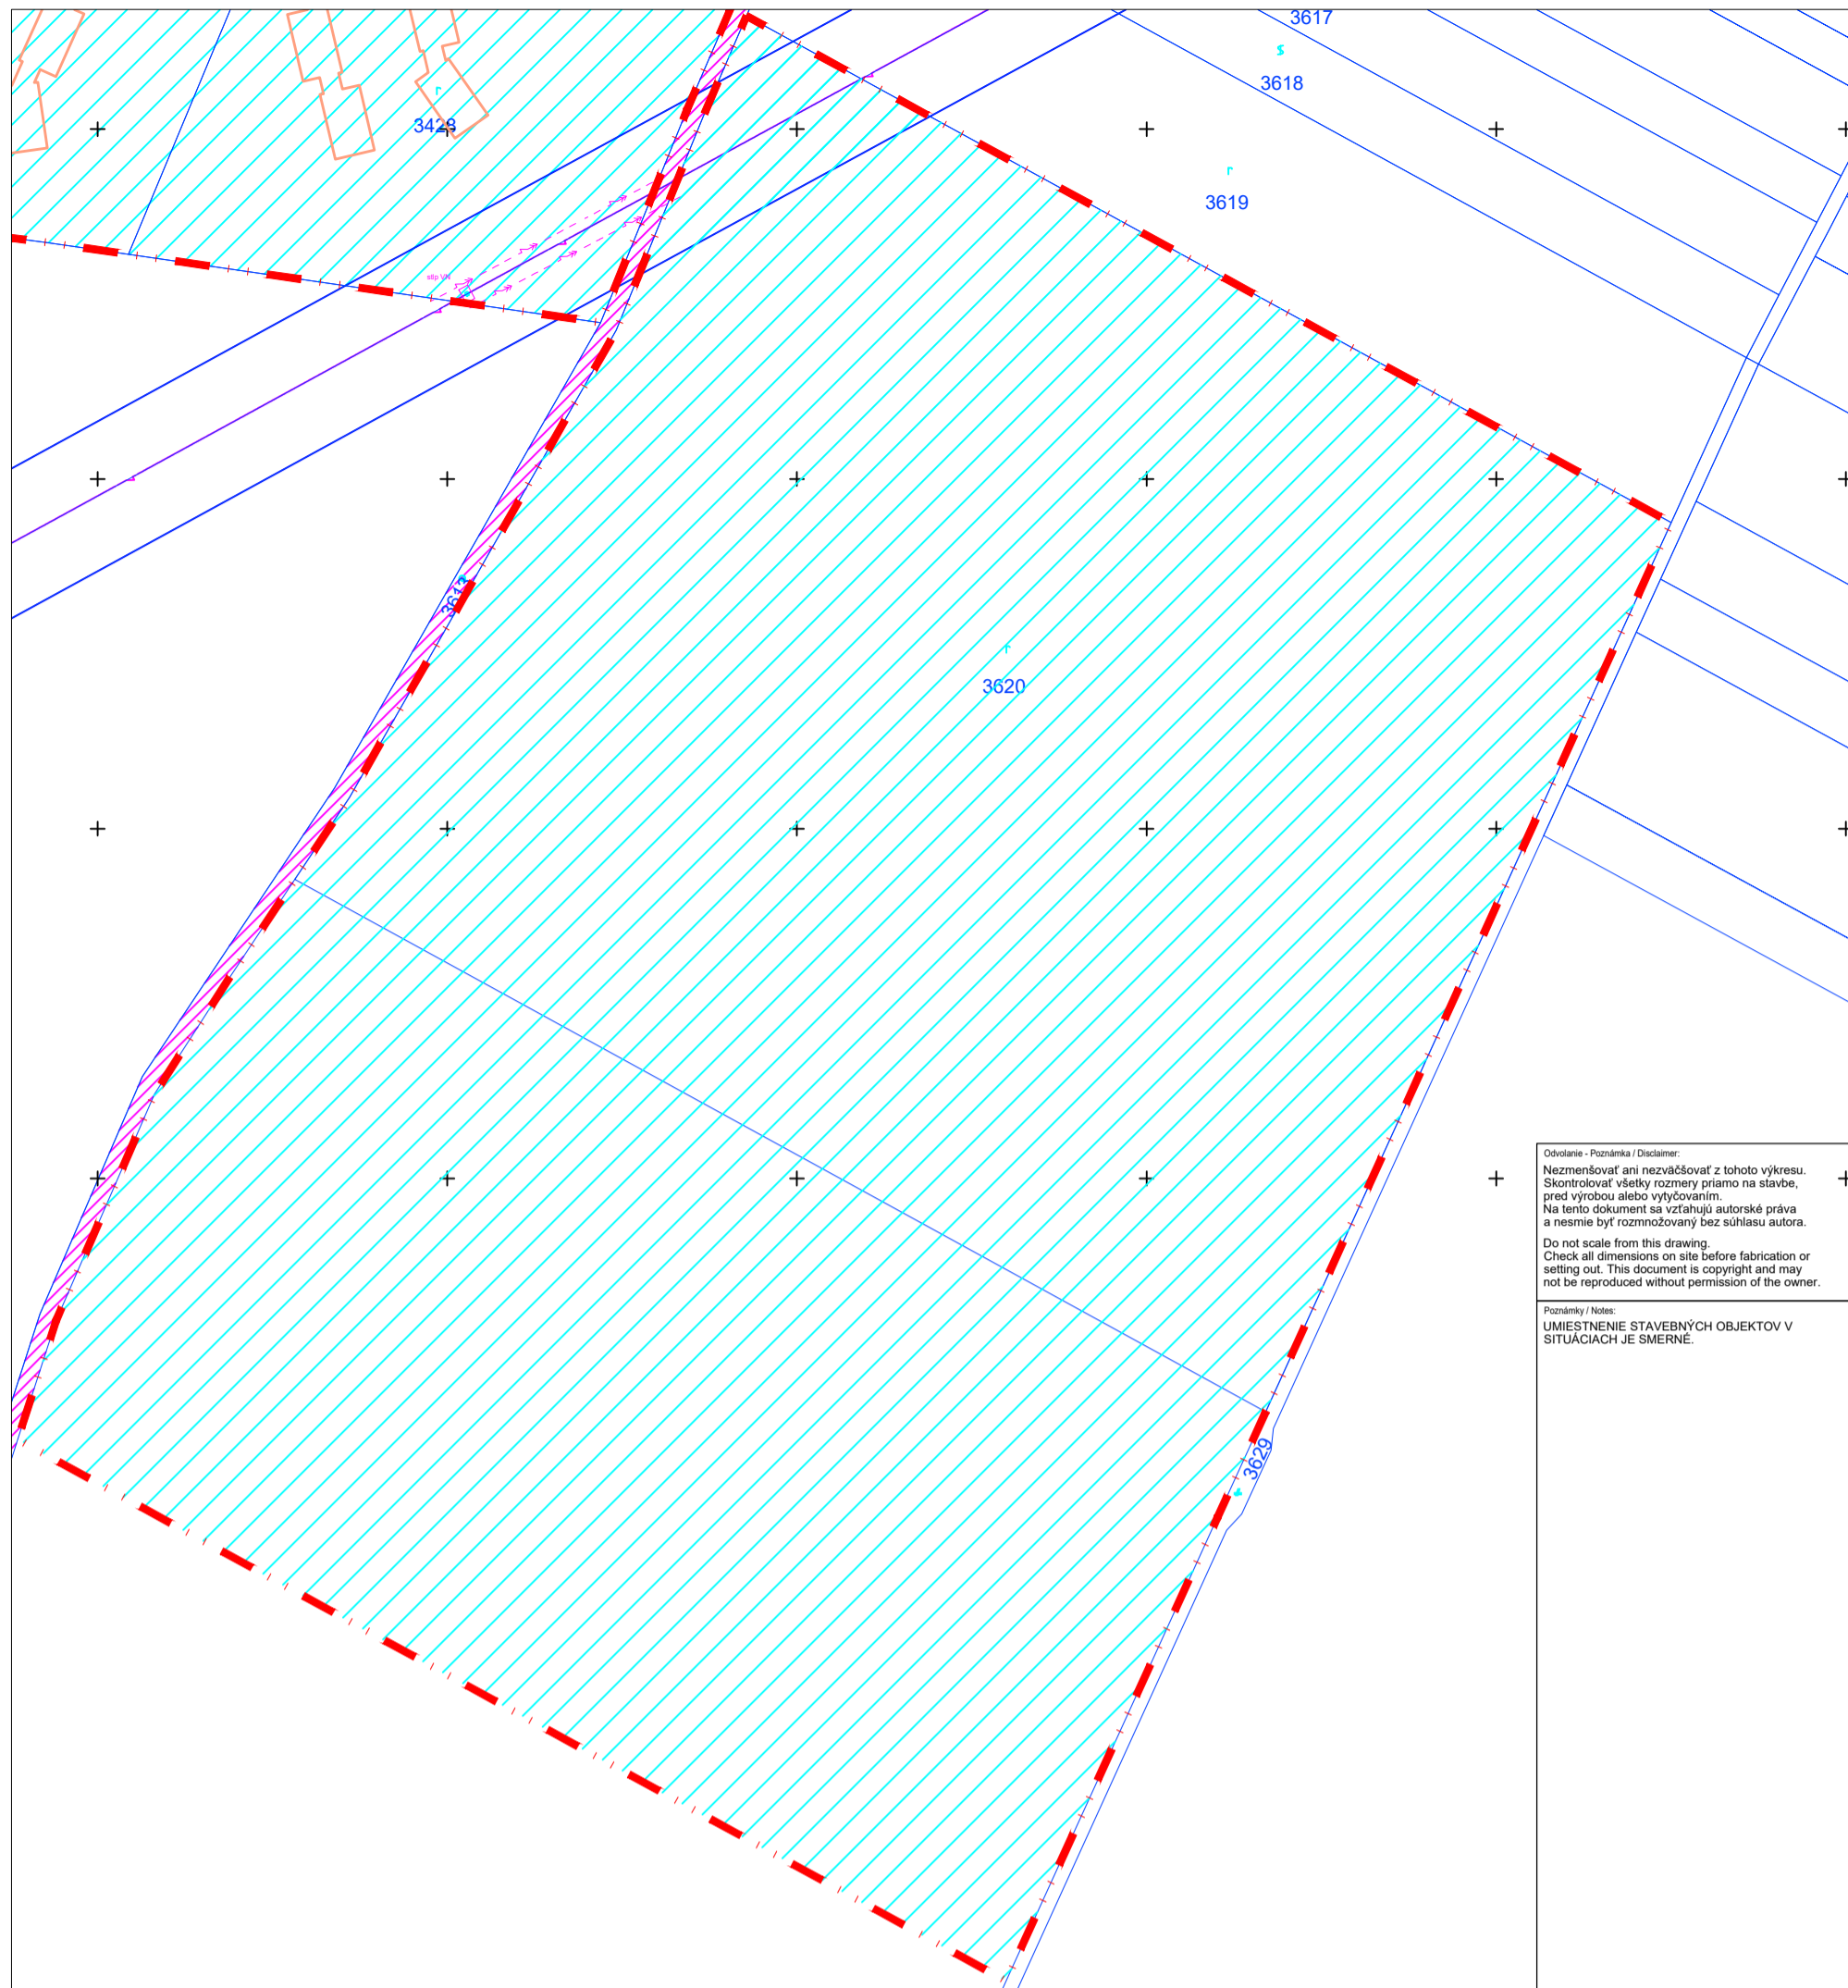 3617
3618
3428
3619
stĺp VN
3613
3620
Odvolanie - Poznámka / Disclaimer:
Nezmenšovať ani nezväčšovať z tohoto výkresu.
Skontrolovať všetky rozmery priamo na stavbe,
pred výrobou alebo vytyčovaním.
Na tento dokument sa vzťahujú autorské práva
a nesmie byť rozmnožovaný bez súhlasu autora.
Do not scale from this drawing.
Check all dimensions on site before fabrication or
setting out. This document is copyright and may
not be reproduced without permission of the owner.
Poznámky / Notes:
UMIESTNENIE STAVEBNÝCH OBJEKTOV V
SITUÁCIACH JE SMERNÉ.
3629